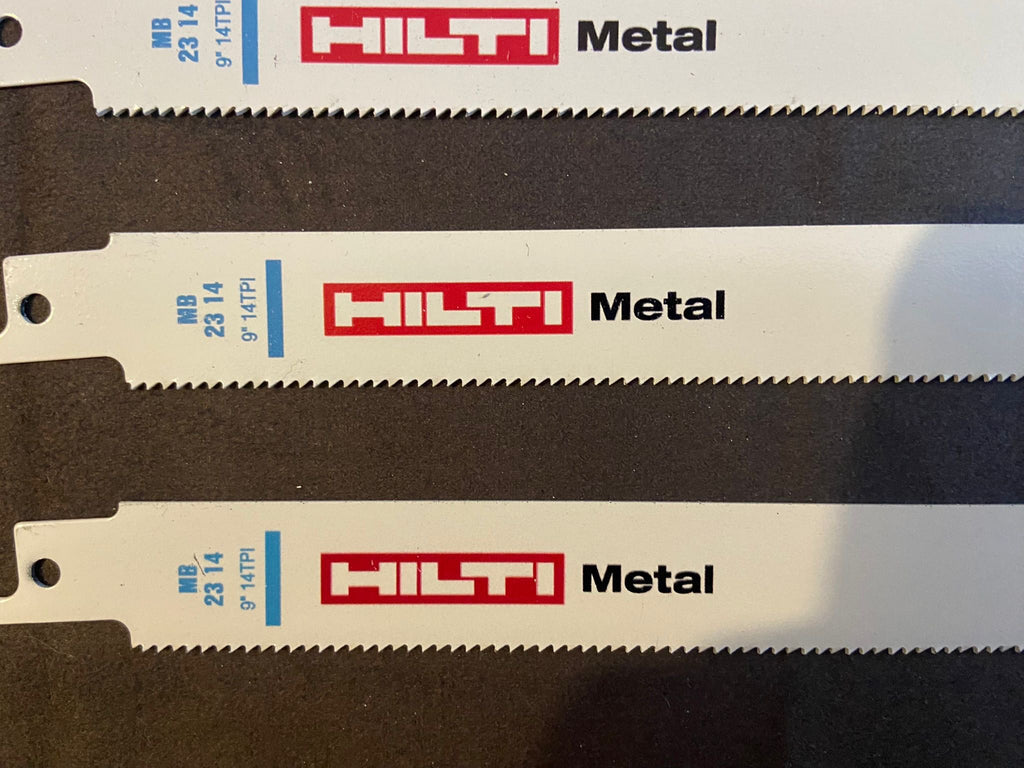 MB
23 14
9" 14TPI
HILTI Metal
MB
23 14
9" 14TPI
HILTI Metal
MB
23 14
9" 14TPI
HILTI Metal